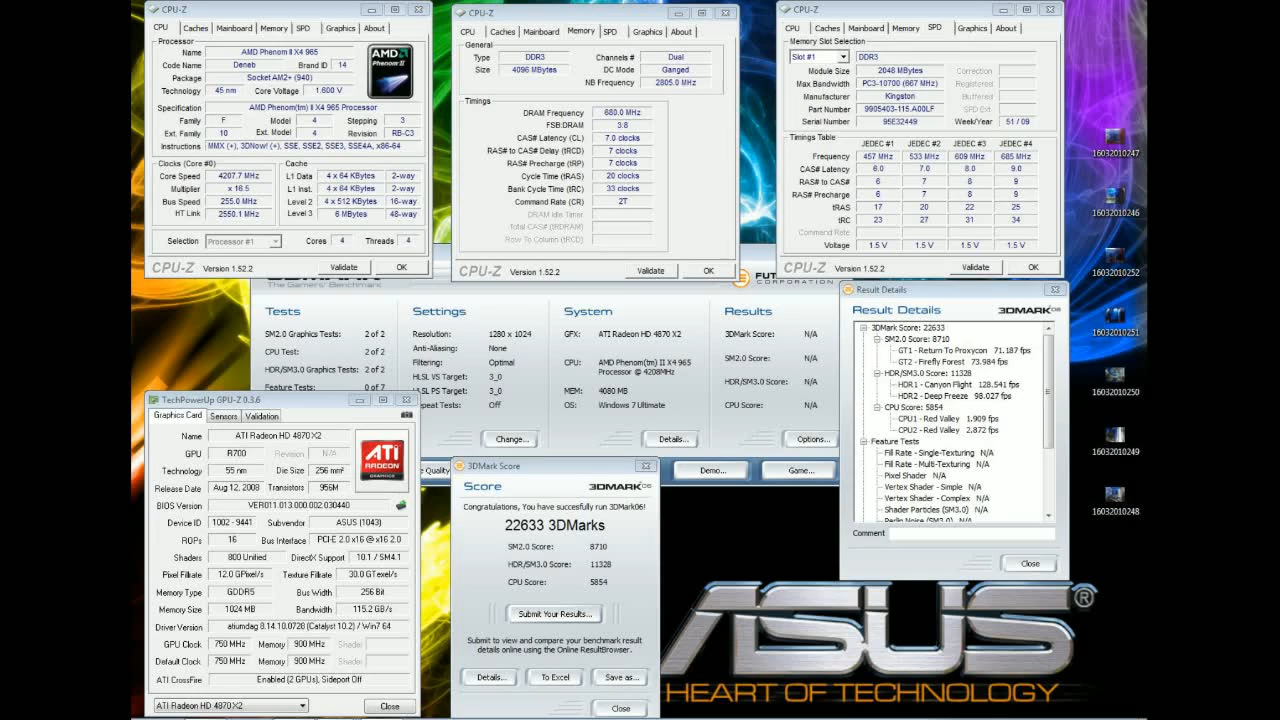 CPU-Z
CPU Caches Mainboard Memory SPD Graphics About
Processor
Name AMD Phenom II X4 965
Code Name Deneb Brand ID 14
Package Socket AM2+ (940)
Technology 45 nm Core Voltage 1.600 V
AMD
Phenom II
Specification AMD Phenom(tm) II X4 965 Processor
Family Model 4 Stepping 3
Ext. Family 10 Ext. Model 4 Revision RB-C3
Instructions MMX (+), 3DNow! (+), SSE, SSE2, SSE3, SSE4A, x86-64
Clocks (Core #0)
Core Speed 4207.7 MHz
Multiplier x 16.5
Bus Speed 255.0 MHz
HT Link 2550.1 MHz
Cache
L1 Data 4 x 64 KBytes 2-way
L1 Inst. 4 x 64 KBytes 2-way
Level 2 4 x 512 KBytes 16-way
Level 3 6 MBytes 48-way
Selection Processor #1 Cores 4 Threads 4
CPU-Z Version 1.52.2 Validate OK
CPU-Z
CPU Caches Mainboard Memory SPD Graphics About
General
Type DDR3 Channels # Dual
Size 4096 MBytes DC Mode Ganged
NB Frequency 2805.0 MHz
Timings
DRAM Frequency 680.0 MHz
FSB:DRAM 3:8
CAS# Latency (CL) 7.0 clocks
RAS# to CAS# Delay (tRCD) 7 clocks
RAS# Precharge (tRP) 7 clocks
Cycle Time (tRAS) 20 clocks
Bank Cycle Time (tRC) 33 clocks
Command Rate (CR) 2T
DRAM Idle Timer
Total CAS# (tRDRAM)
Row To Column (tRCD)
CPU-Z Version 1.52.2 Validate OK
CPU-Z
CPU Caches Mainboard Memory SPD Graphics About
Memory Slot Selection
Slot #1 DDR3
Module Size 2048 MBytes Correction
Max Bandwidth PC3-10700 (667 MHz) Registered
Manufacturer Kingston Buffered
Part Number 9905403-115.A00LF SPD Ext.
Serial Number 95E32449 Week/Year 51 / 09
Timings Table
JEDEC #1 JEDEC #2 JEDEC #3 JEDEC #4
Frequency 457 MHz 533 MHz 609 MHz 685 MHz
CAS# Latency 6.0 7.0 8.0 9.0
RAS# to CAS# 6 7 8 9
RAS# Precharge 6 7 8 9
tRAS 17 20 22 25
tRC 23 27 31 34
Command Rate
Voltage 1.5 V 1.5 V 1.5 V 1.5 V
CPU-Z Version 1.52.2 Validate OK
16032010247
16032010246
16032010252
16032010251
16032010250
16032010249
16032010248
The Gamers' Benchmark
CORPORATION
Tests
SM2.0 Graphics Tests: 2 of 2
CPU Test: 2 of 2
HDR/SM3.0 Graphics Tests: 2 of 2
Feature Tests: 0 of 7
Settings
Resolution: 1280 x 1024
Anti-Aliasing: None
Filtering: Optimal
HLSL VS Target: 3_0
HLSL PS Target: 3_0
epeat Tests: Off
Change...
System
GFX: ATI Radeon HD 4870 X2
CPU: AMD Phenom(tm) II X4 965
Processor @ 4208MHz
MEM: 4080 MB
OS: Windows 7 Ultimate
Details...
Results
3DMark Score: N/A
SM2.0 Score: N/A
HDR/SM3.0 Score: N/A
CPU Score: N/A
Options...
e Quality Demo... Game...
Result Details
Result Details 3DMARK06
3DMark Score: 22633
SM2.0 Score: 8710
GT1 - Return To Proxycon 71.187 fps
GT2 - Firefly Forest 73.984 fps
HDR/SM3.0 Score: 11328
HDR1 - Canyon Flight 128.541 fps
HDR2 - Deep Freeze 98.027 fps
CPU Score: 5854
CPU1 - Red Valley 1.909 fps
CPU2 - Red Valley 2.872 fps
Feature Tests
Fill Rate - Single-Texturing N/A
Fill Rate - Multi-Texturing N/A
Pixel Shader N/A
Vertex Shader - Simple N/A
Vertex Shader - Complex N/A
Shader Particles (SM3.0) N/A
Perlin Noise (SM3.0) N/A
Comment
Close
TechPowerUp GPU-Z 0.3.6
Graphics Card Sensors Validation
Name ATI Radeon HD 4870 X2
GPU R700 Revision N/A
Technology 55 nm Die Size 256 mm²
Release Date Aug 12, 2008 Transistors 956M
ATI
RADEON
GRAPHICS
BIOS Version VER011.013.000.002.030440
Device ID 1002 - 9441 Subvendor ASUS (1043)
ROPs 16 Bus Interface PCI-E 2.0 x16 @ x16 2.0
Shaders 800 Unified DirectX Support 10.1 / SM4.1
Pixel Fillrate 12.0 GPixel/s Texture Fillrate 30.0 GTexel/s
Memory Type GDDR5 Bus Width 256 Bit
Memory Size 1024 MB Bandwidth 115.2 GB/s
Driver Version atiumdag 8.14.10.0728 (Catalyst 10.2) / Win7 64
GPU Clock 750 MHz Memory 900 MHz Shader
Default Clock 750 MHz Memory 900 MHz Shader
ATI CrossFire Enabled (2 GPUs), Sideport Off
ATI Radeon HD 4870 X2 Close
3DMark Score
Score 3DMARK06
Congratulations, You have succesfully run 3DMark06!
22633 3DMarks
SM2.0 Score: 8710
HDR/SM3.0 Score: 11328
CPU Score: 5854
Submit Your Results...
Submit to view and compare your benchmark result
details online using the Online ResultBrowser.
Details... To Excel Save as...
Close
ASUS®
HEART OF TECHNOLOGY